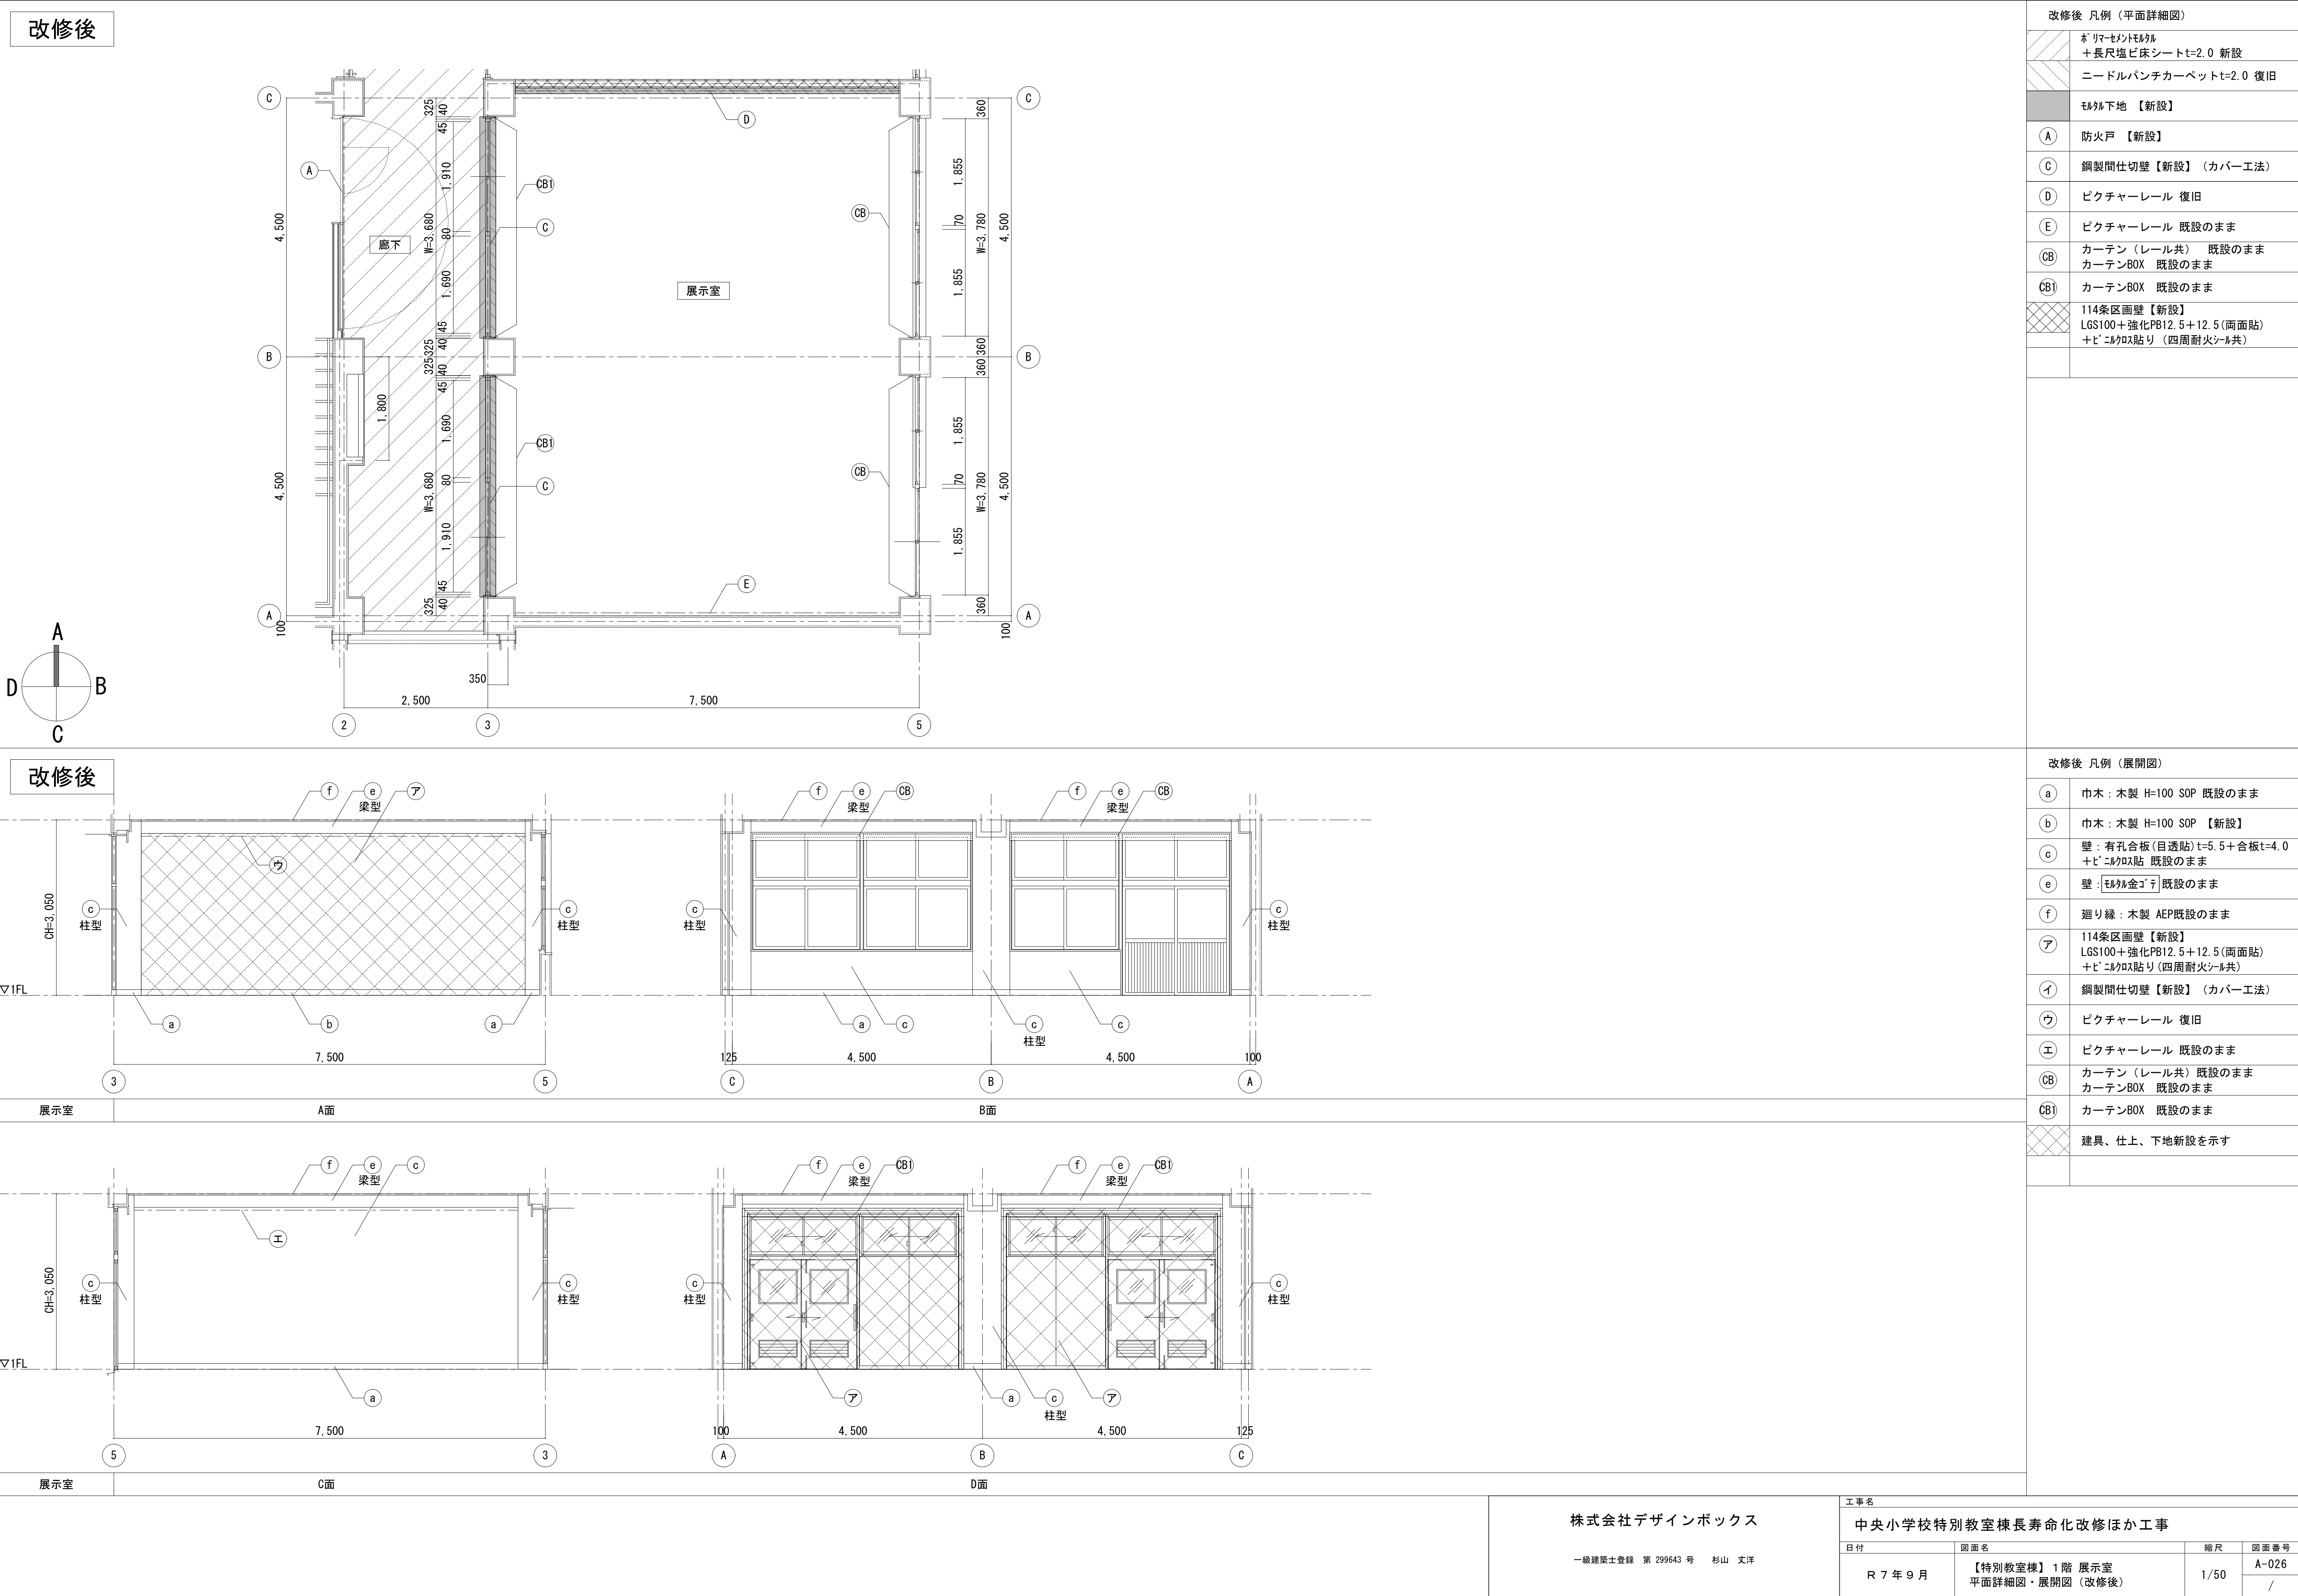 改修後
C
C
B
B
A
A
4,500
4,500
100
325
40
45
1,910
W=3,680
80
1,690
45
40
325
325
40
45
1,690
W=3,680
80
1,910
45
40
325
1,800
A
廊下
CB1
C
CB1
C
D
展示室
E
CB
CB
360
1,855
70
W=3,780
4,500
1,855
360
360
1,855
70
W=3,780
4,500
1,855
360
100
350
2,500
7,500
2
3
5
A
D
B
C
改修後 凡例（平面詳細図）
ﾎﾟﾘﾏｰｾﾒﾝﾄﾓﾙﾀﾙ
＋長尺塩ビ床シートt=2.0 新設
ニードルパンチカーペットt=2.0 復旧
ﾓﾙﾀﾙ下地 【新設】
A 防火戸 【新設】
C 鋼製間仕切壁【新設】（カバー工法）
D ピクチャーレール 復旧
E ピクチャーレール 既設のまま
CB カーテン（レール共）　既設のまま
カーテンBOX　既設のまま
CB1 カーテンBOX　既設のまま
114条区画壁【新設】
LGS100＋強化PB12.5＋12.5(両面貼)
＋ﾋﾞﾆﾙｸﾛｽ貼り（四周耐火ｼｰﾙ共）
改修後
f
e
梁型
ア
ウ
c
柱型
c
柱型
CH=3,050
▽1FL
a
b
a
7,500
3
5
展示室
A面
f
e
梁型
CB
f
e
梁型
CB
c
柱型
c
柱型
a
c
c
柱型
c
125
4,500
4,500
100
C
B
A
B面
f
e
梁型
c
エ
c
柱型
c
柱型
CH=3,050
▽1FL
a
7,500
5
3
展示室
C面
f
e
梁型
CB1
f
e
梁型
CB1
c
柱型
c
柱型
ア
a
c
柱型
ア
100
4,500
4,500
125
A
B
C
D面
改修後 凡例（展開図）
a 巾木：木製 H=100 SOP 既設のまま
b 巾木：木製 H=100 SOP 【新設】
c 壁：有孔合板(目透貼)t=5.5＋合板t=4.0
＋ﾋﾞﾆﾙｸﾛｽ貼 既設のまま
e 壁：ﾓﾙﾀﾙ金ｺﾞﾃ 既設のまま
f 廻り縁：木製 AEP既設のまま
ア 114条区画壁【新設】
LGS100＋強化PB12.5＋12.5(両面貼)
＋ﾋﾞﾆﾙｸﾛｽ貼り(四周耐火ｼｰﾙ共)
イ 鋼製間仕切壁【新設】（カバー工法）
ウ ピクチャーレール 復旧
エ ピクチャーレール 既設のまま
CB カーテン（レール共）既設のまま
カーテンBOX　既設のまま
CB1 カーテンBOX　既設のまま
建具、仕上、下地新設を示す
株式会社デザインボックス
一級建築士登録　第 299643 号　　杉山　丈洋
工事名
中央小学校特別教室棟長寿命化改修ほか工事
日付
図面名
縮尺
図面番号
Ｒ７年９月
【特別教室棟】１階 展示室
平面詳細図・展開図（改修後）
1/50
A-026
/